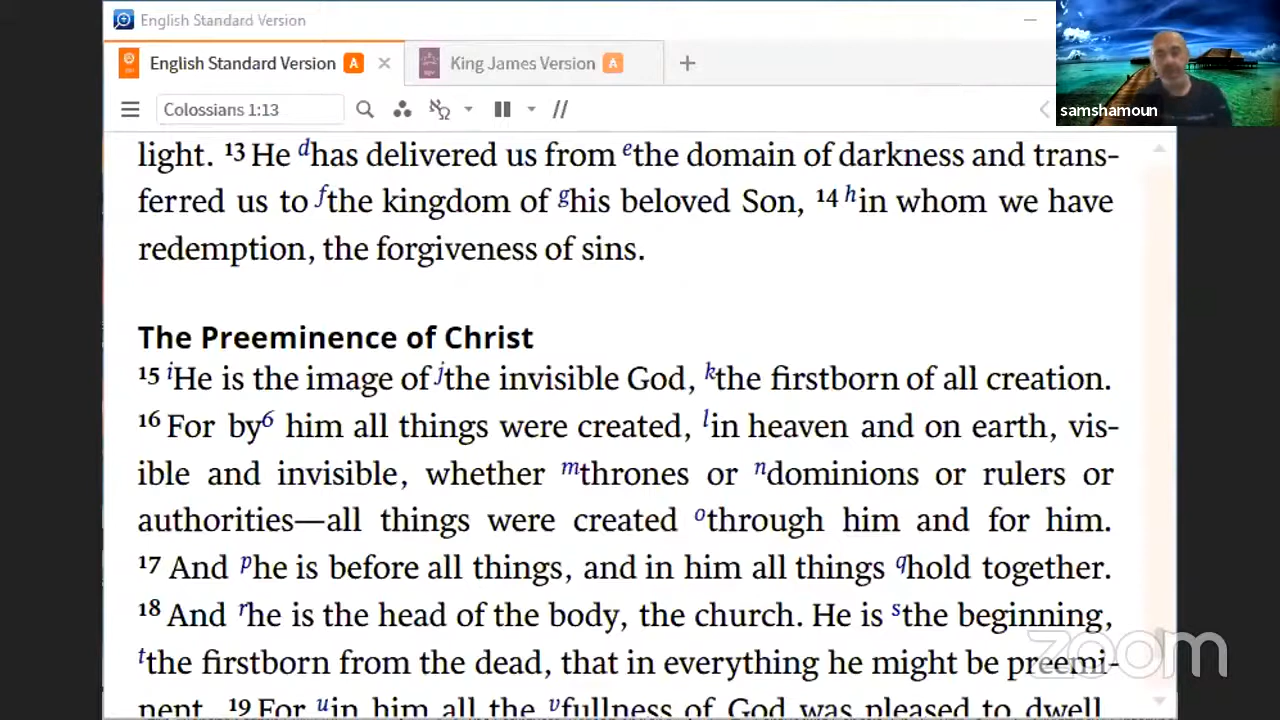 English Standard Version
English Standard Version A
King James Version A
Colossians 1:13
samshamoun
light. 13 He d has delivered us from e the domain of darkness and trans-
ferred us to f the kingdom of g his beloved Son, 14 h in whom we have
redemption, the forgiveness of sins.
The Preeminence of Christ
15 i He is the image of j the invisible God, k the firstborn of all creation.
16 For by6 him all things were created, l in heaven and on earth, vis-
ible and invisible, whether m thrones or n dominions or rulers or
authorities—all things were created o through him and for him.
17 And p he is before all things, and in him all things q hold together.
18 And r he is the head of the body, the church. He is s the beginning,
t the firstborn from the dead, that in everything he might be preemi-
nent. 19 For u in him all the v fullness of God was pleased to dwell,
zoom